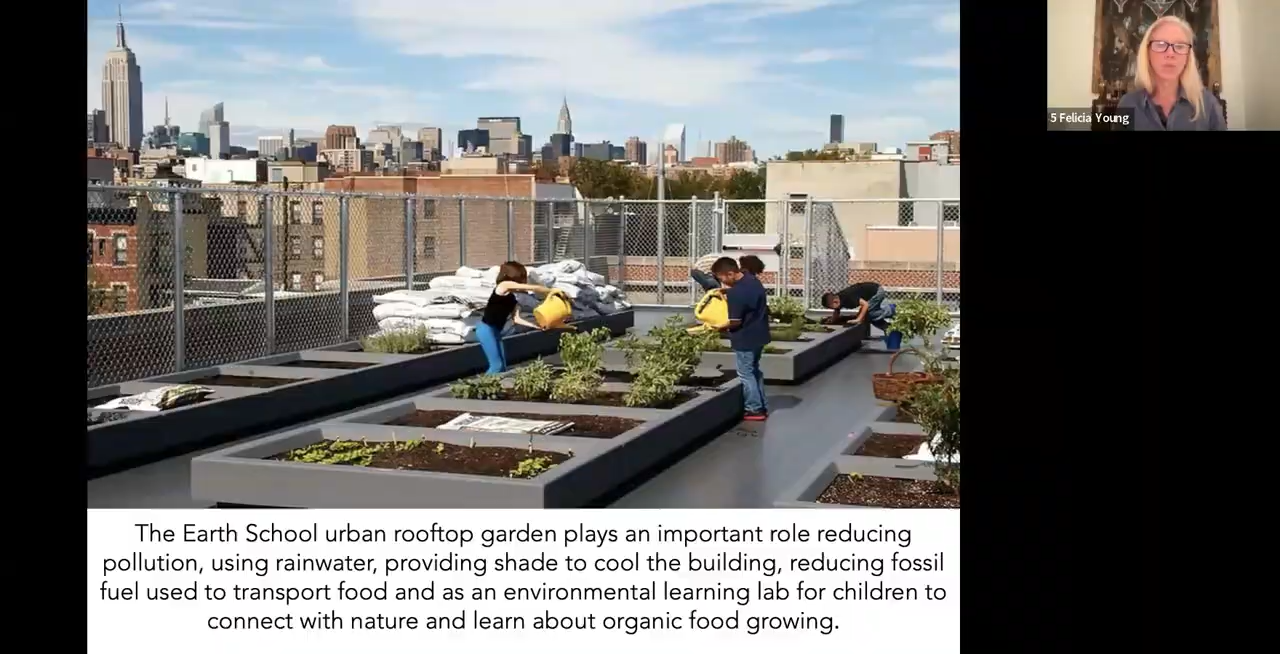 5 Felicia Young
The Earth School urban rooftop garden plays an important role reducing
pollution, using rainwater, providing shade to cool the building, reducing fossil
fuel used to transport food and as an environmental learning lab for children to
connect with nature and learn about organic food growing.